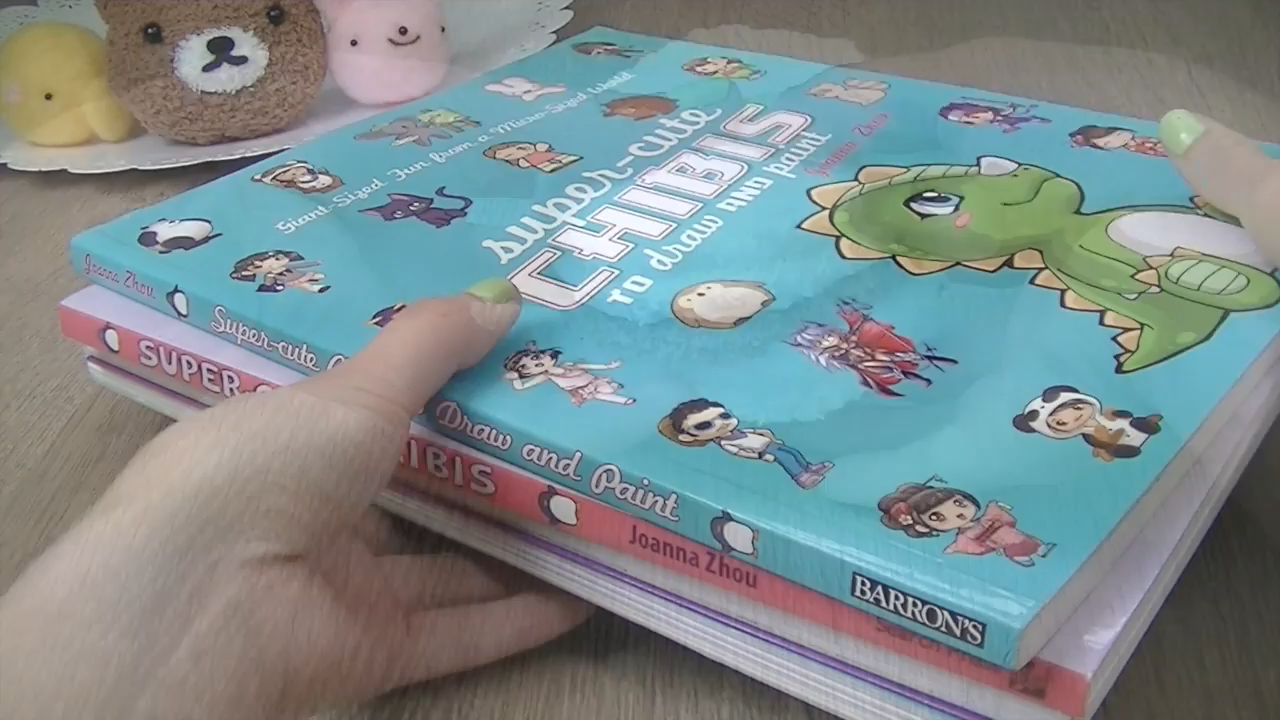 Giant-Sized Fun from a Micro-Sized World
super-cute
CHIBIS
TO draw AND paint
Joanna Zhou
Joanna Zhou
Super-cute
Draw and Paint
BARRON'S
SUPER-
IBIS
Joanna Zhou